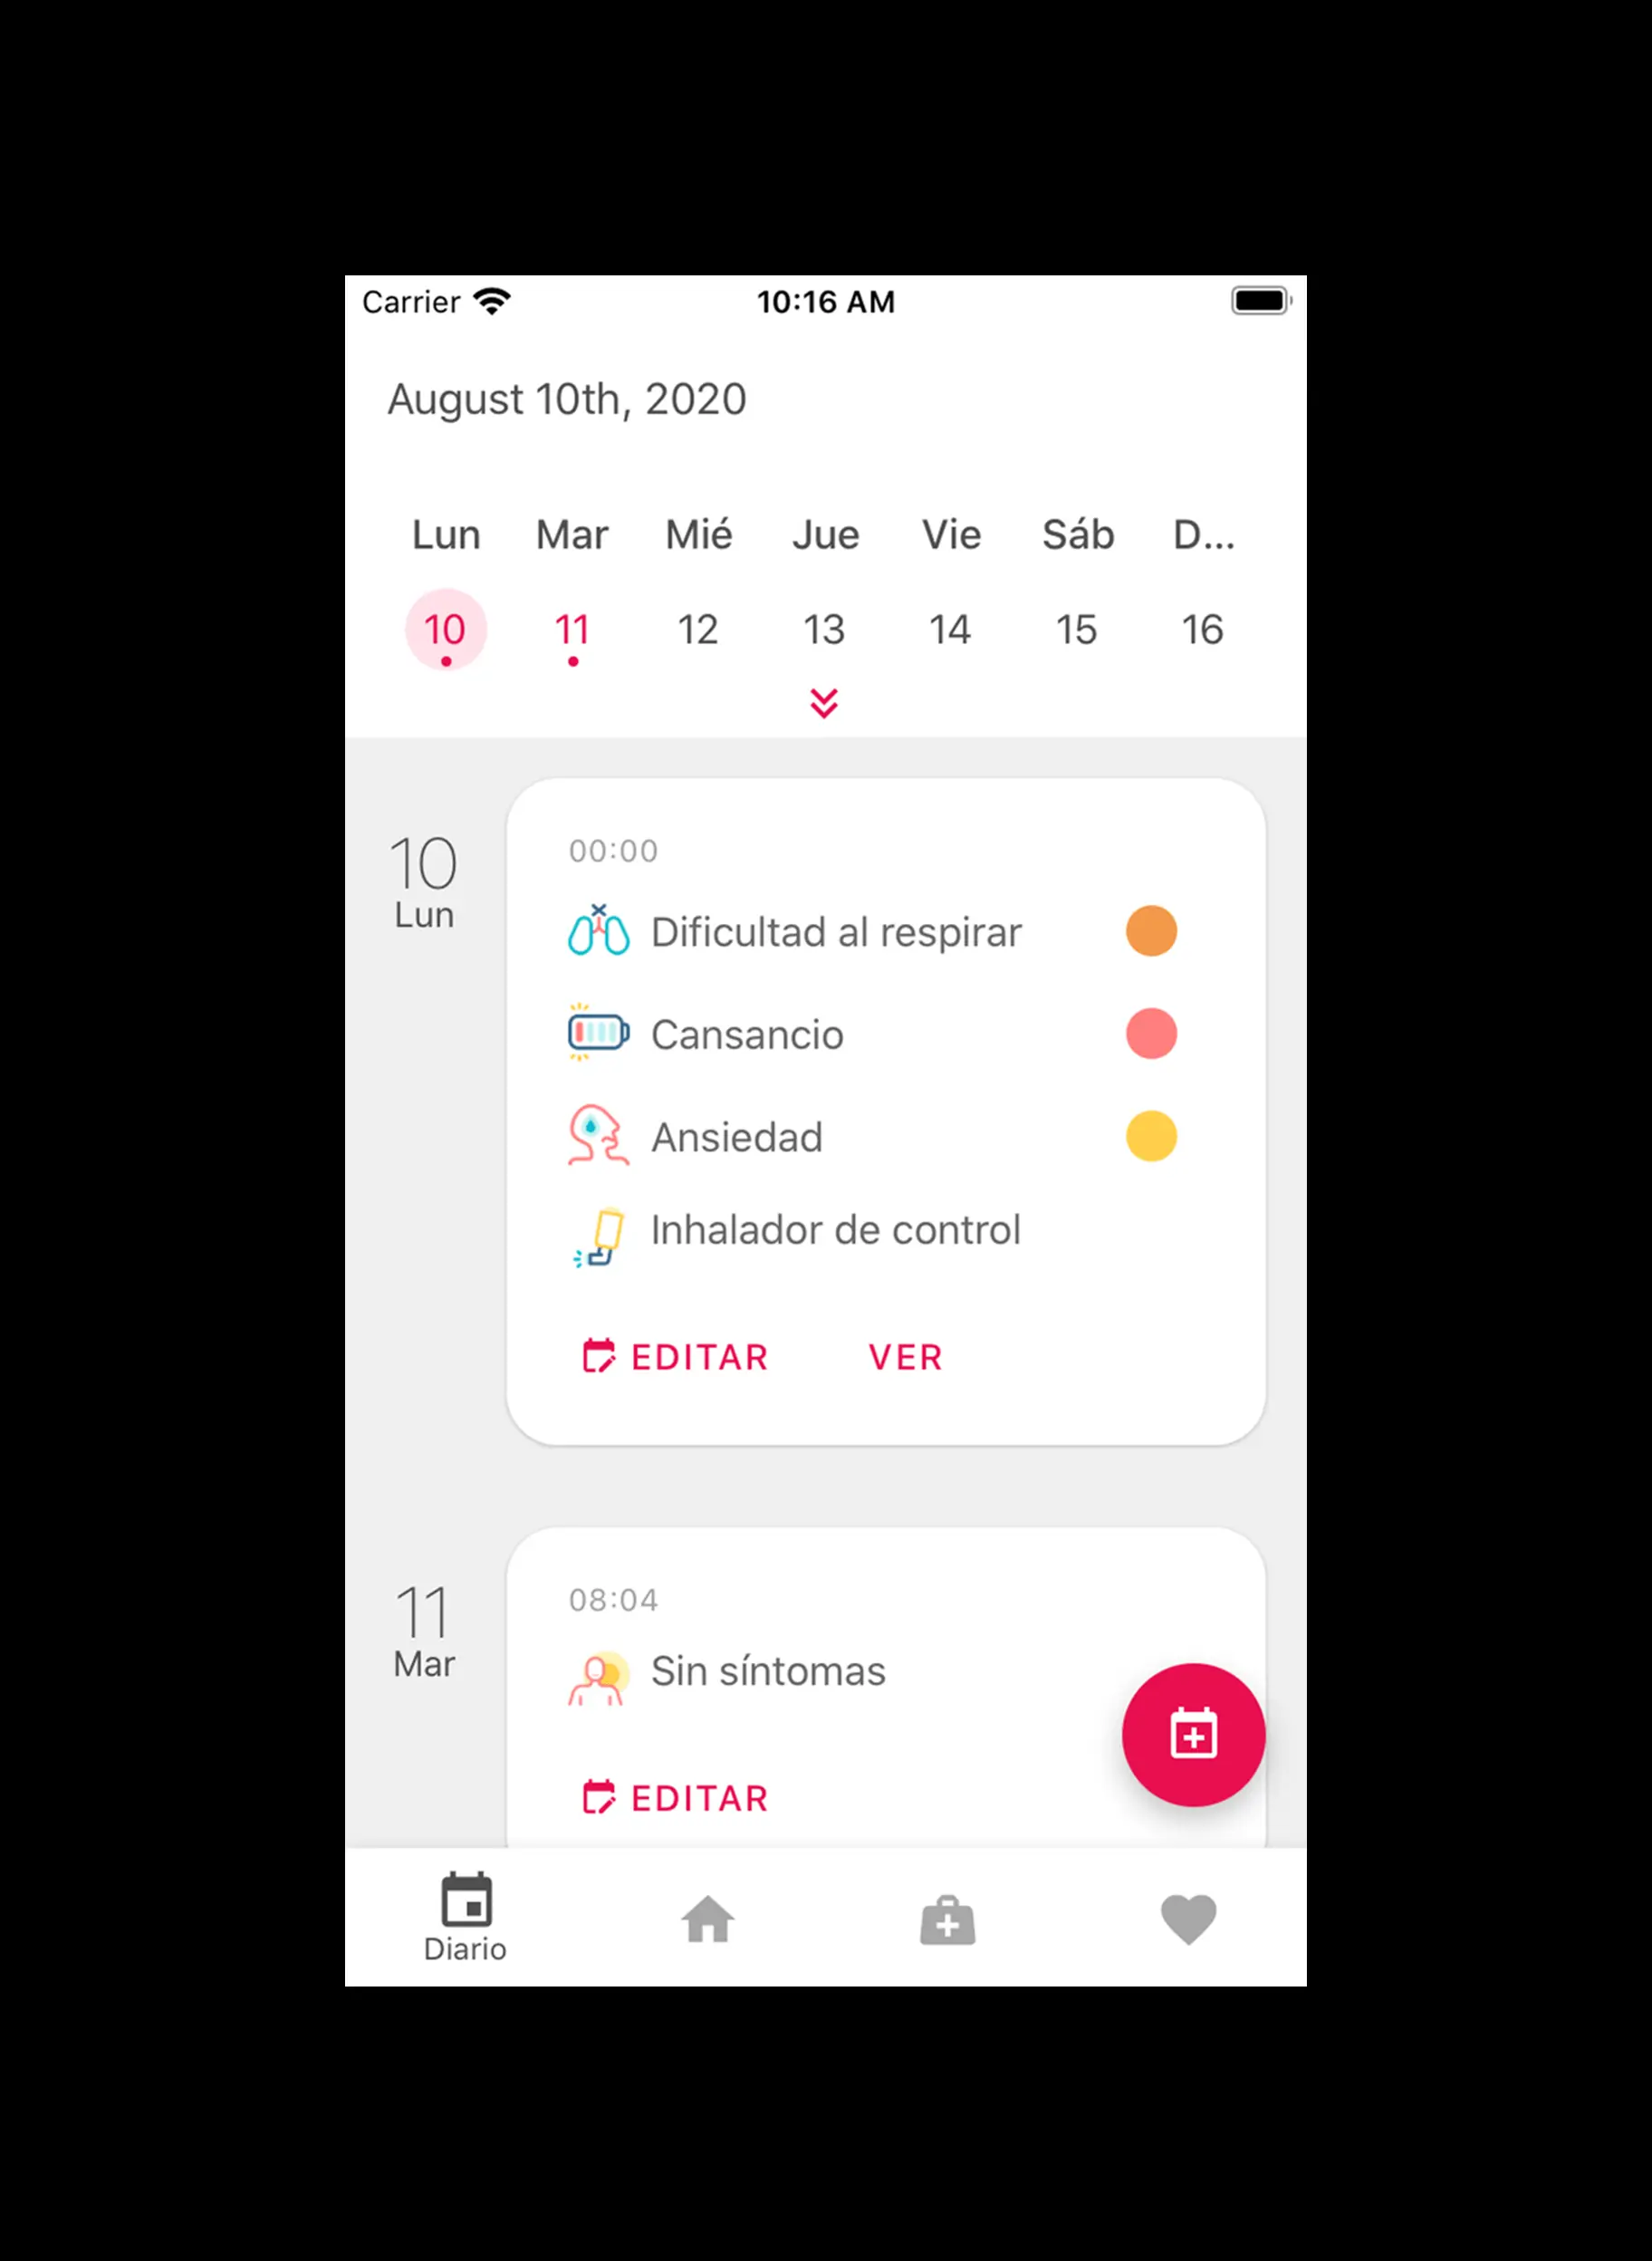 Carrier 10:16 AM
August 10th, 2020
Lun Mar Mié Jue Vie Sáb D...
10 11 12 13 14 15 16
10
Lun
00:00
Dificultad al respirar
Cansancio
Ansiedad
Inhalador de control
EDITAR VER
11
Mar
08:04
Sin síntomas
EDITAR
Diario